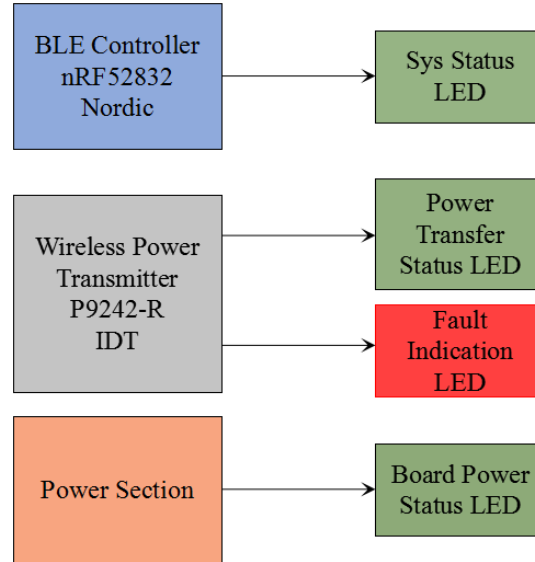 BLE Controller
nRF52832
Nordic
Sys Status
LED
Wireless Power
Transmitter
P9242-R
IDT
Power
Transfer
Status LED
Fault
Indication
LED
Power Section
Board Power
Status LED